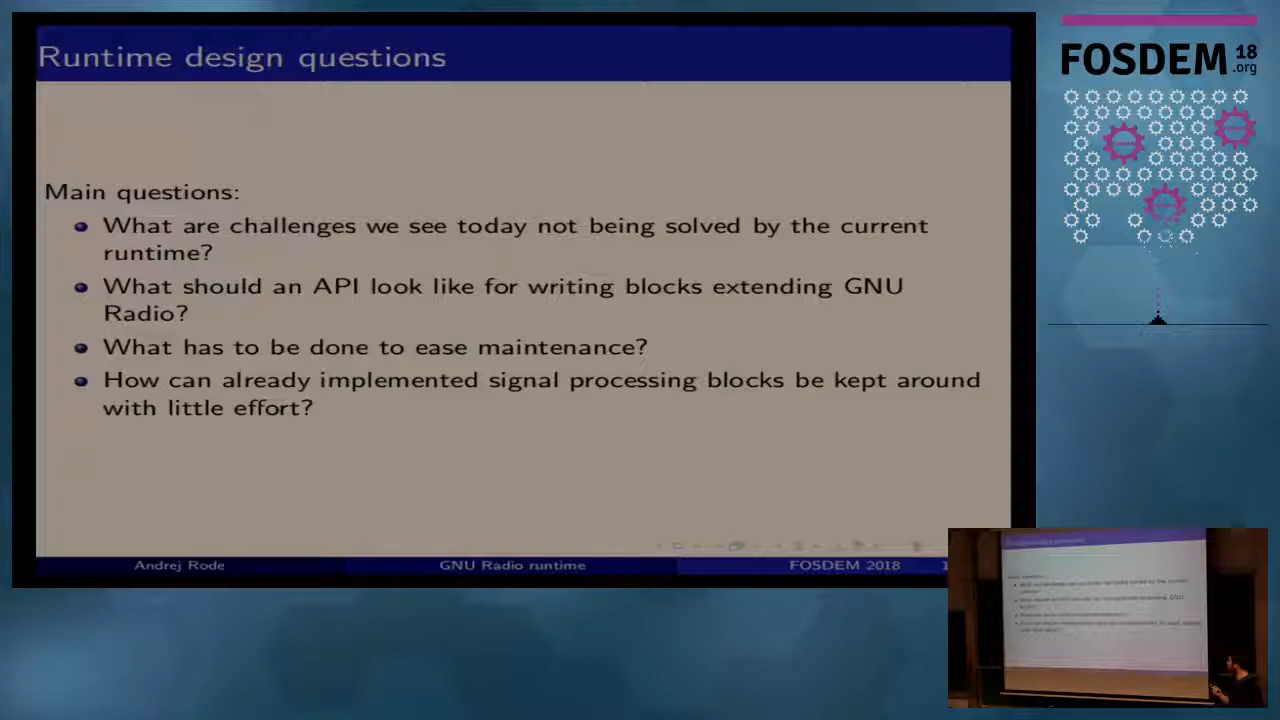 Runtime design questions
FOSDEM 18
.org
Main questions:
What are challenges we see today not being solved by the current
runtime?
What should an API look like for writing blocks extending GNU
Radio?
What has to be done to ease maintenance?
How can already implemented signal processing blocks be kept around
with little effort?
Andrej Rode
GNU Radio runtime
FOSDEM 2018